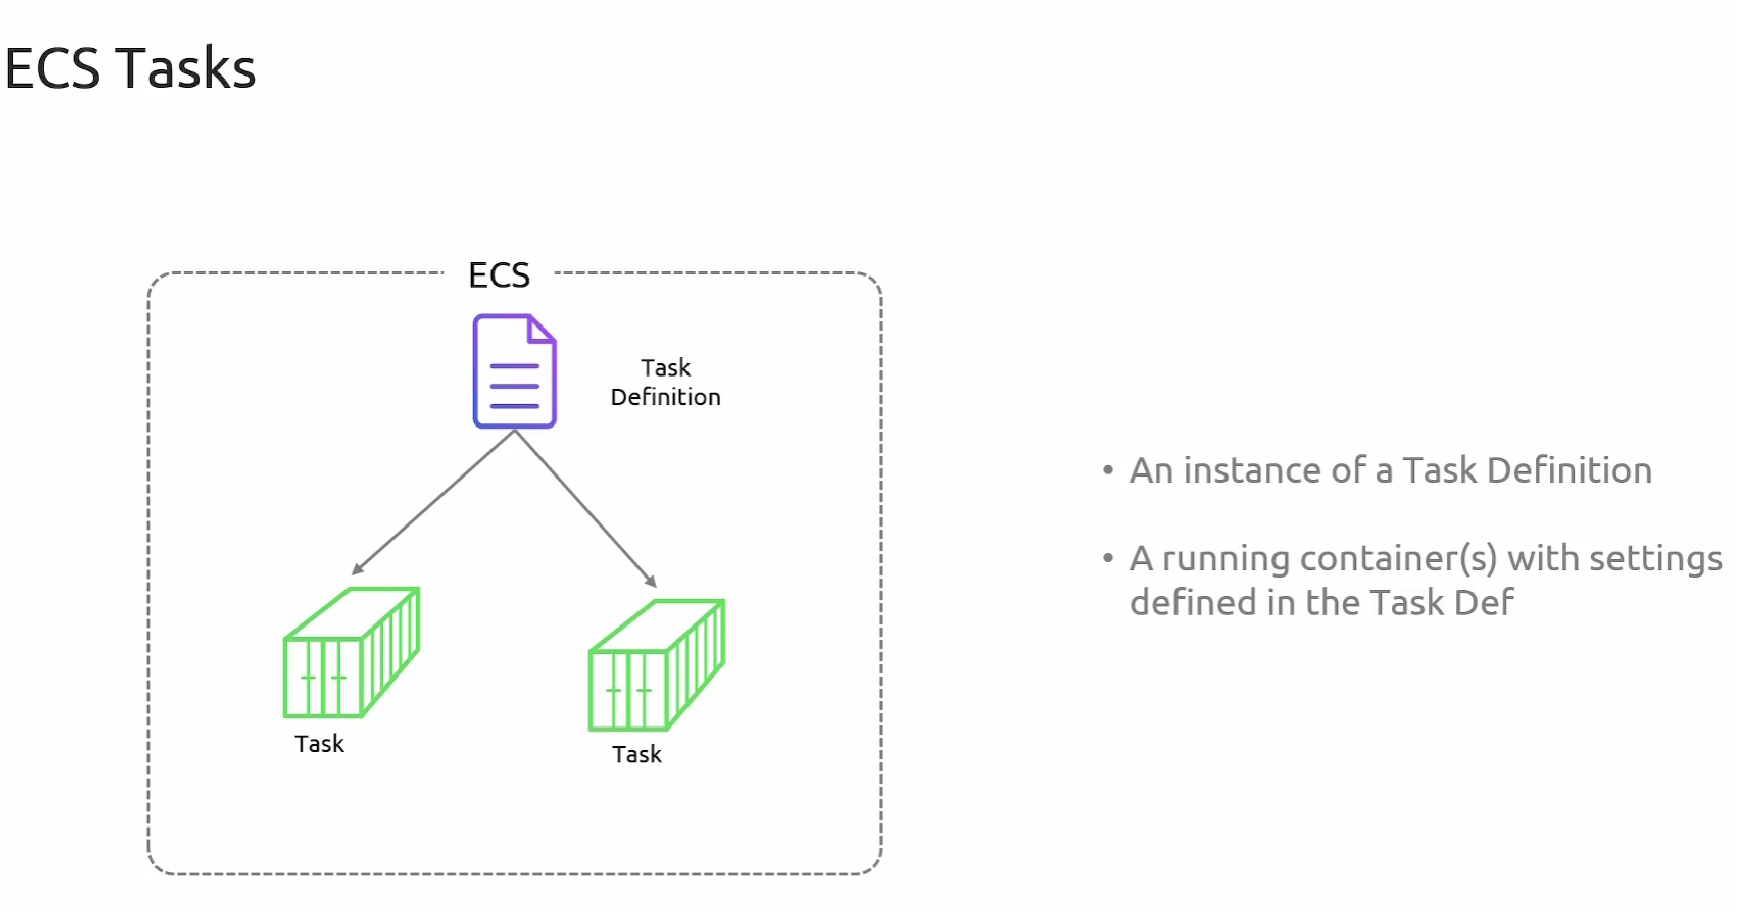 ECS Tasks
ECS
Task
Definition
Task
Task
• An instance of a Task Definition
• A running container(s) with settings
defined in the Task Def